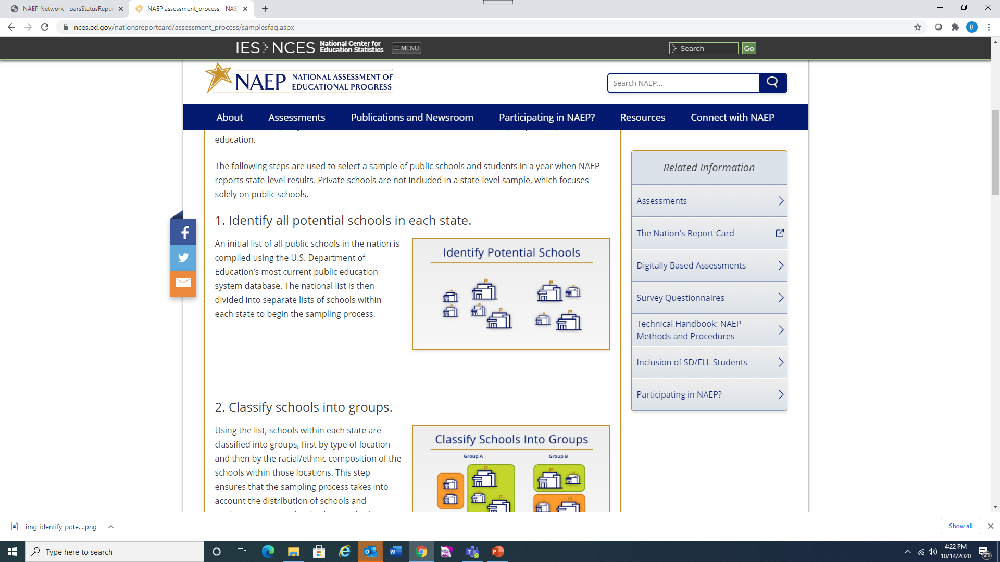 NAEP Network - oarsStatusRepor
NAEP assessment_process - NAE
nces.ed.gov/nationsreportcard/assessment_process/samplesfaq.aspx
B
IES NCES National Center for
Education Statistics
MENU
Search
Go
NAEP NATIONAL ASSESSMENT OF
EDUCATIONAL PROGRESS
Search NAEP...
About
Assessments
Publications and Newsroom
Participating in NAEP?
Resources
Connect with NAEP
education.
The following steps are used to select a sample of public schools and students in a year when NAEP
reports state-level results. Private schools are not included in a state-level sample, which focuses
solely on public schools.
1. Identify all potential schools in each state.
An initial list of all public schools in the nation is
compiled using the U.S. Department of
Education's most current public education
system database. The national list is then
divided into separate lists of schools within
each state to begin the sampling process.
Identify Potential Schools
2. Classify schools into groups.
Using the list, schools within each state are
classified into groups, first by type of location
and then by the racial/ethnic composition of the
schools within those locations. This step
ensures that the sampling process takes into
account the distribution of schools and
Classify Schools Into Groups
Group A
Group B
Related Information
Assessments
The Nation's Report Card
Digitally Based Assessments
Survey Questionnaires
Technical Handbook: NAEP
Methods and Procedures
Inclusion of SD/ELL Students
Participating in NAEP?
img-identify-pote....png
Show all
Type here to search
4:22 PM
10/14/2020
21